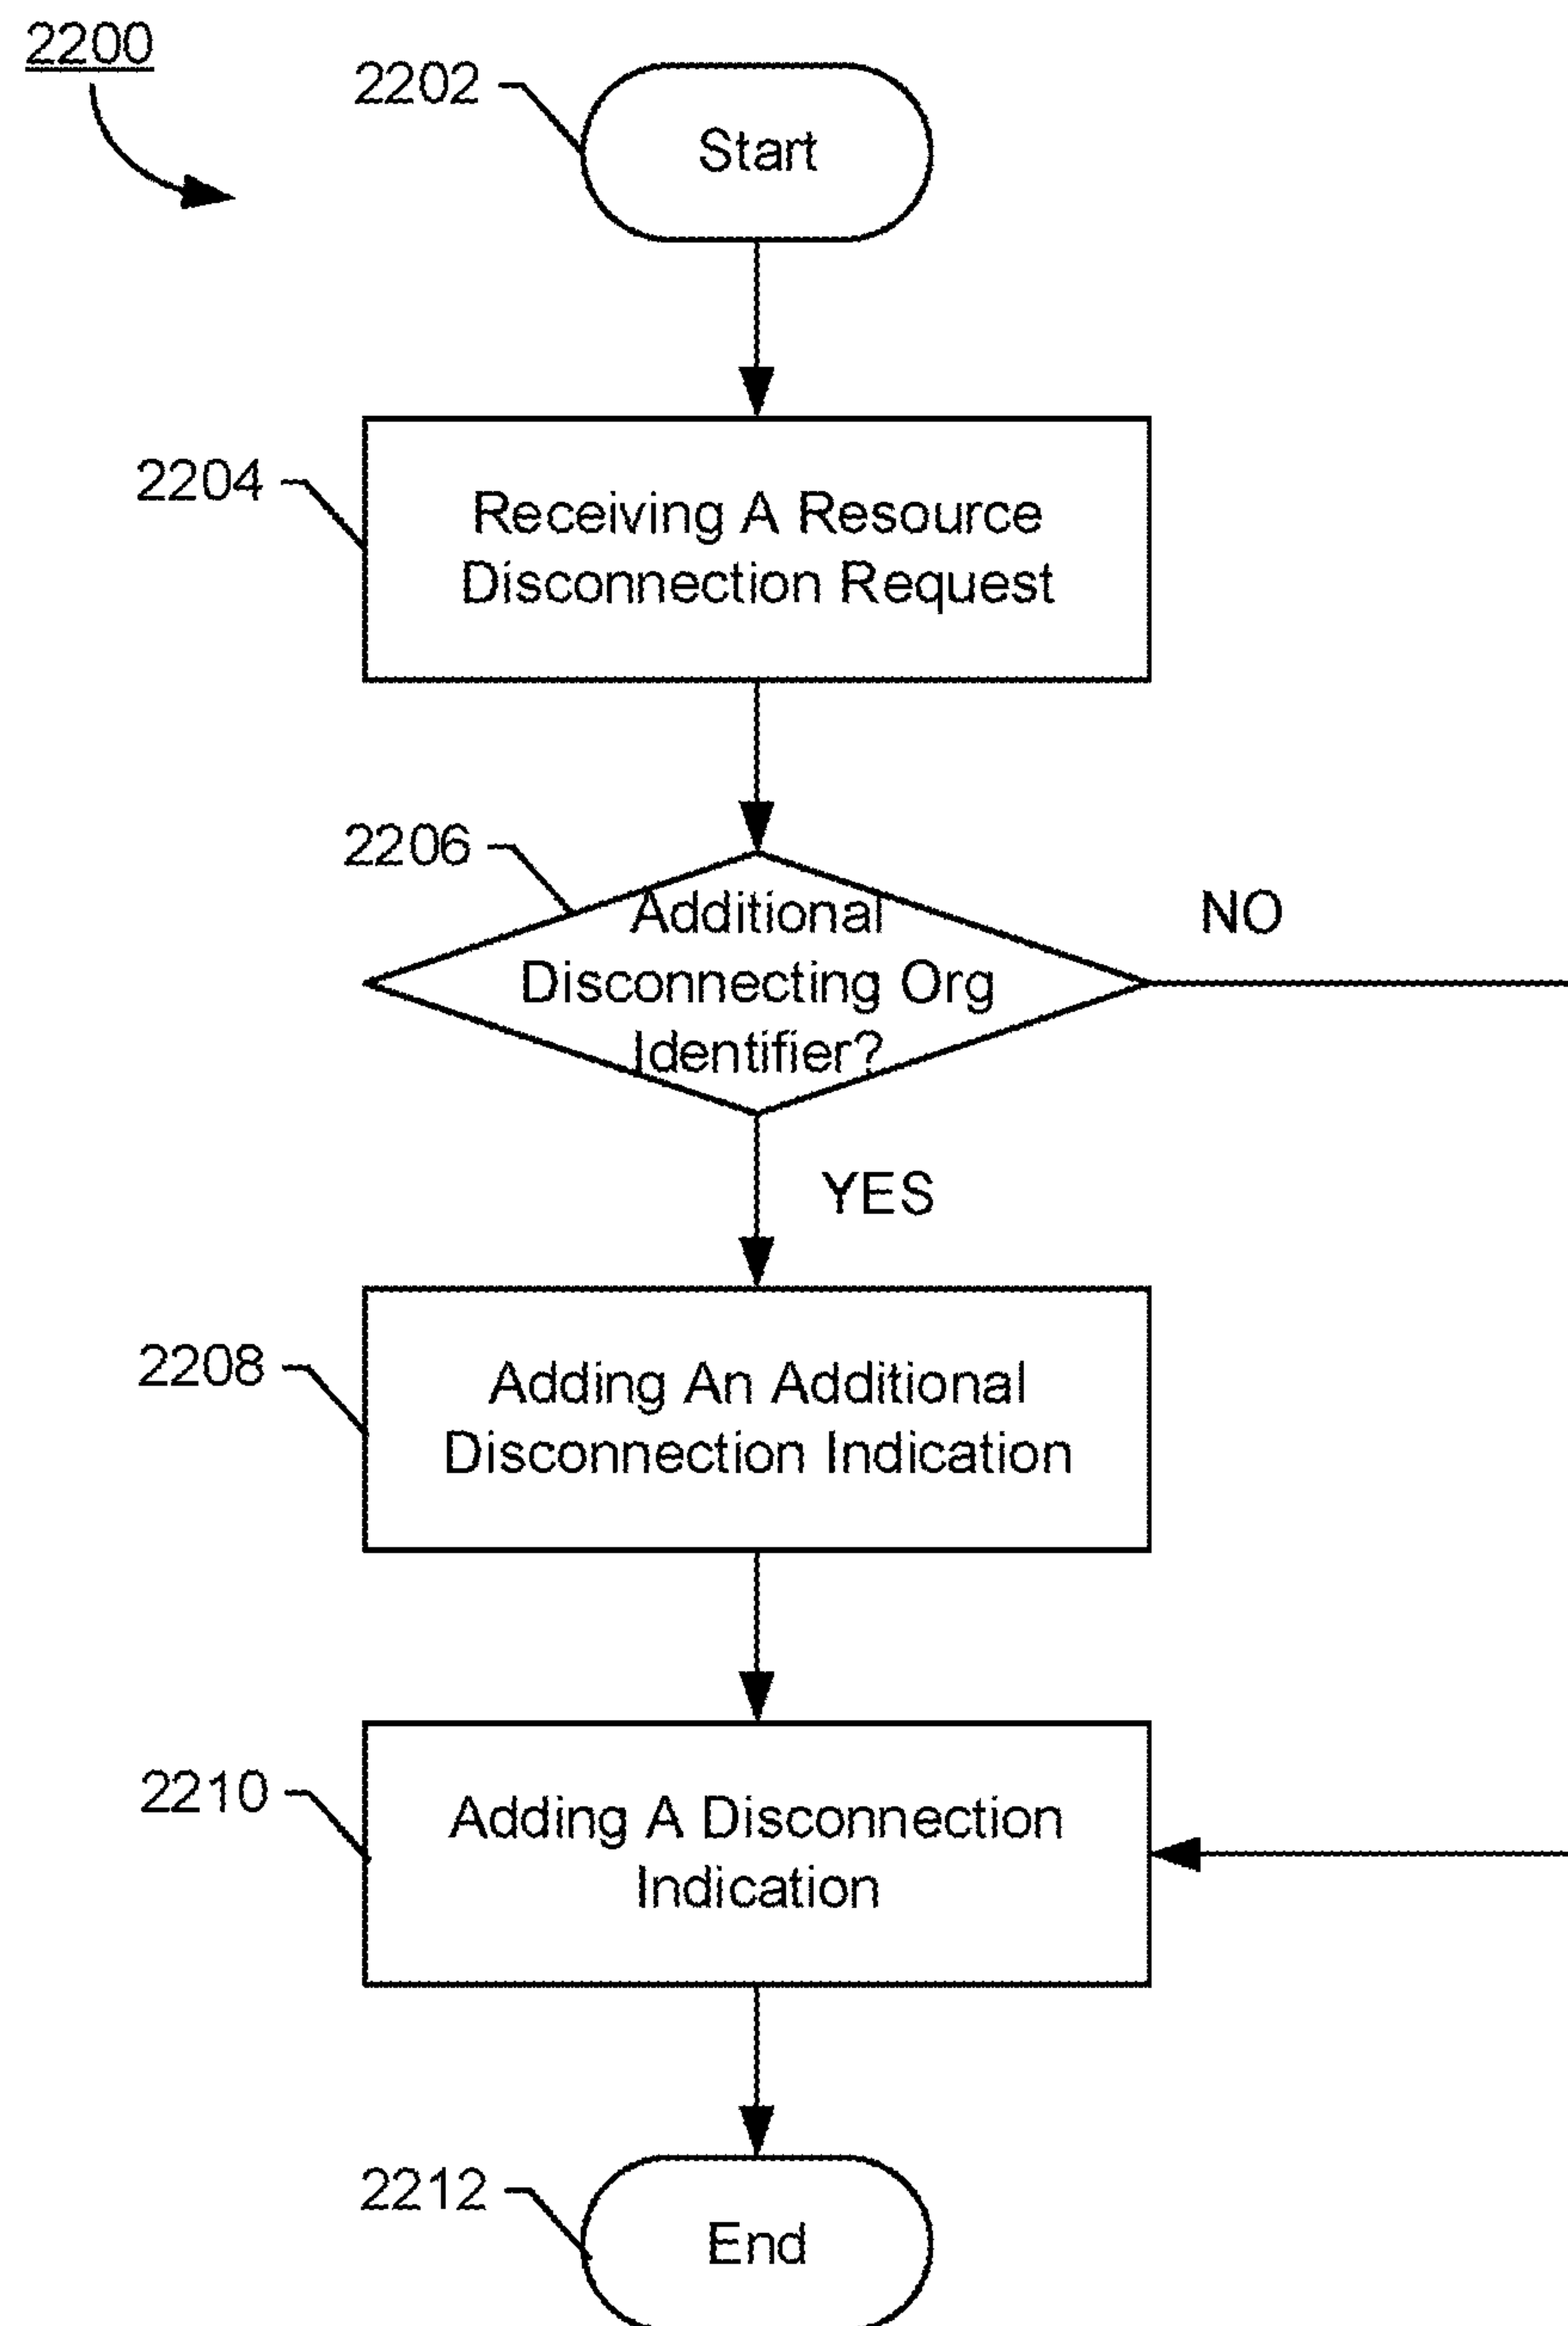 2200
2202
Start
2204
Receiving A Resource
Disconnection Request
2206
Additional
Disconnecting Org
Identifier?
NO
YES
2208
Adding An Additional
Disconnection Indication
2210
Adding A Disconnection
Indication
2212
End